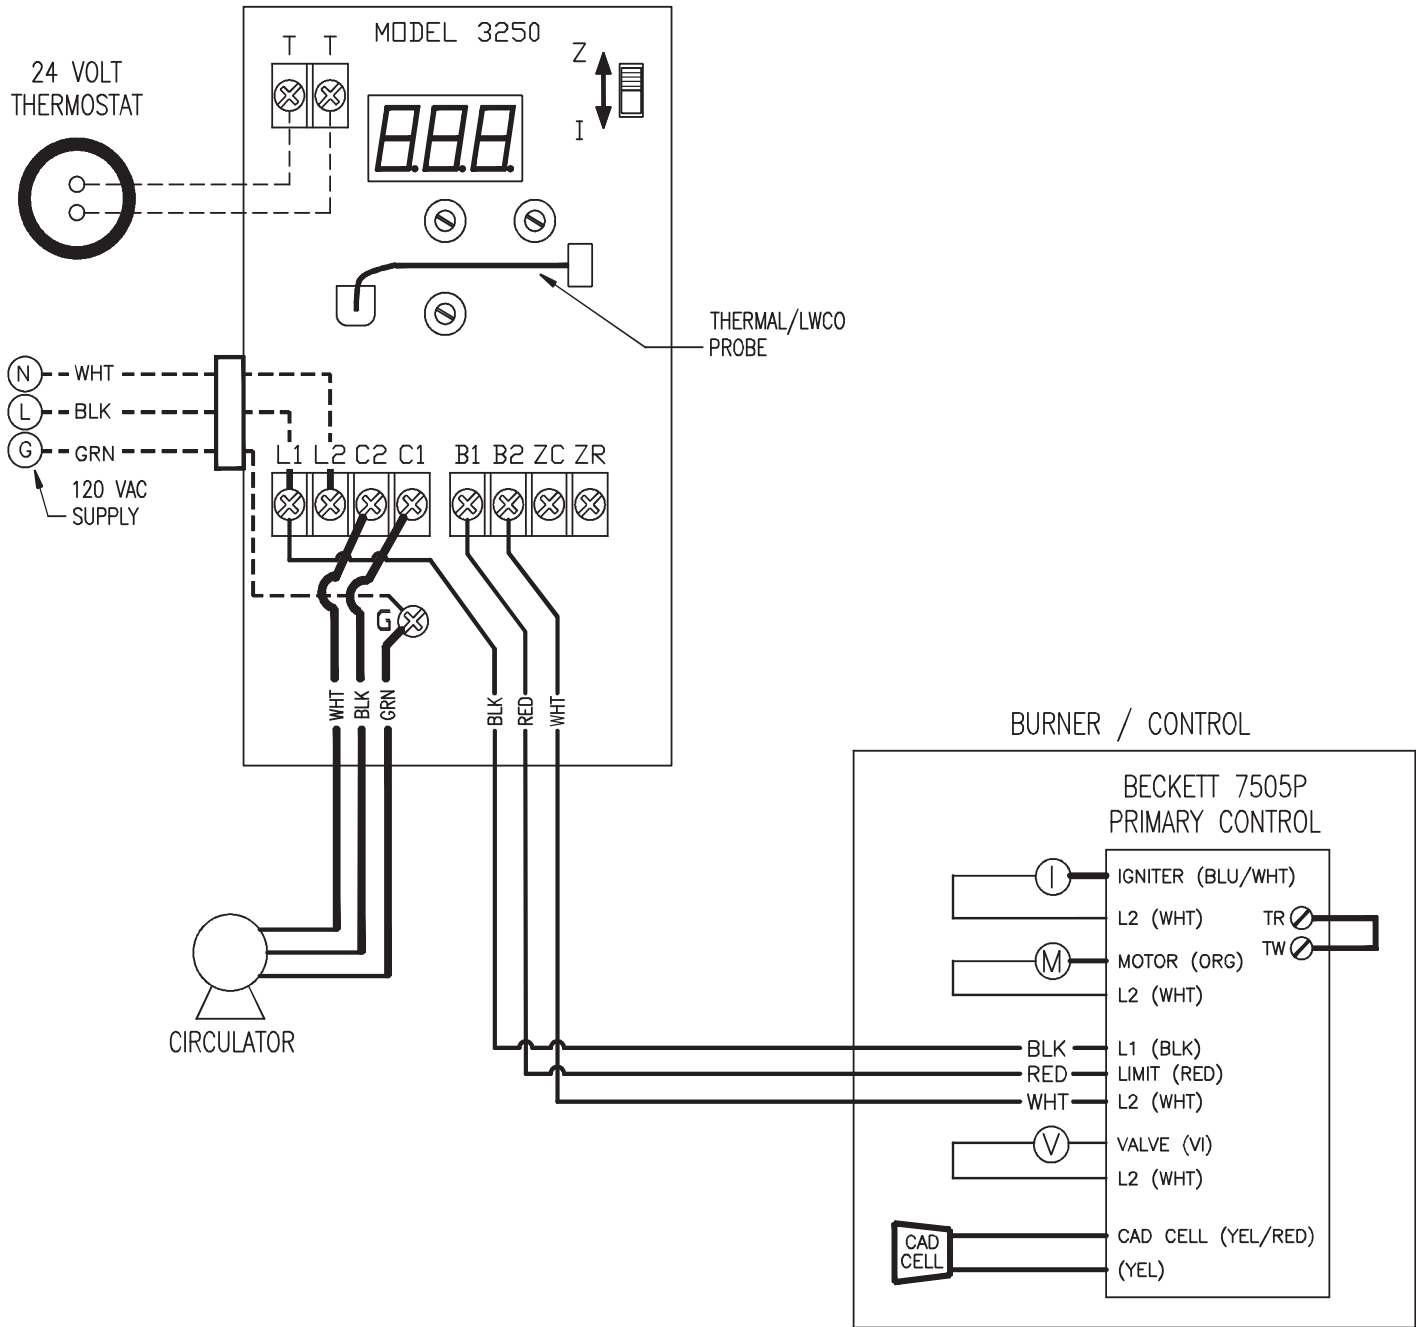 MODEL 3250
T T
Z
I
24 VOLT
THERMOSTAT
8.8.8.
THERMAL/LWCO
PROBE
N WHT
L BLK
G GRN
120 VAC
SUPPLY
L1 L2 C2 C1 B1 B2 ZC ZR
G
WHT
BLK
GRN
BLK
RED
WHT
CIRCULATOR
BURNER / CONTROL
BECKETT 7505P
PRIMARY CONTROL
I IGNITER (BLU/WHT)
L2 (WHT) TR
TW
M MOTOR (ORG)
L2 (WHT)
BLK L1 (BLK)
RED LIMIT (RED)
WHT L2 (WHT)
V VALVE (VI)
L2 (WHT)
CAD
CELL
CAD CELL (YEL/RED)
(YEL)